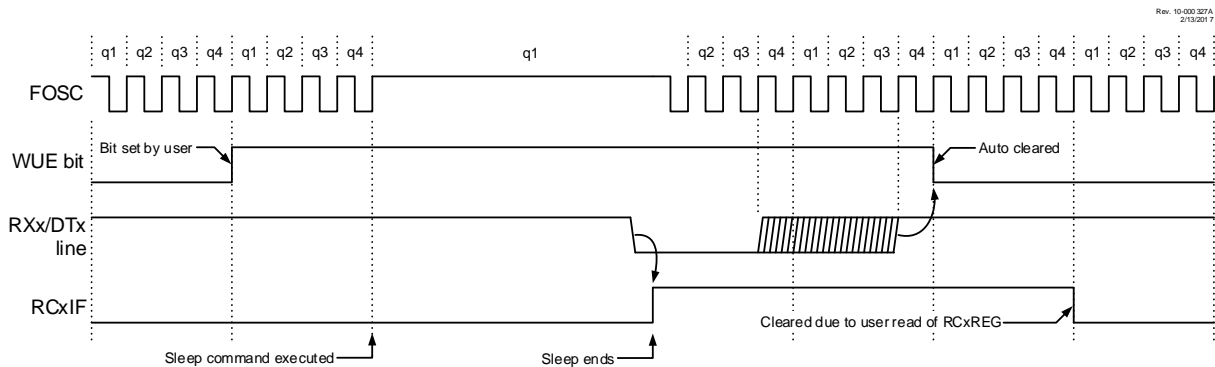 Rev. 10-000327A
2/13/2017
q1 q2 q3 q4 q1 q2 q3 q4 q1 q2 q3 q4 q1 q2 q3 q4 q1 q2 q3 q4 q1 q2 q3 q4
FOSC
Bit set by user
Auto cleared
WUE bit
RXx/DTx
line
RCxIF
Cleared due to user read of RCxREG
Sleep command executed
Sleep ends